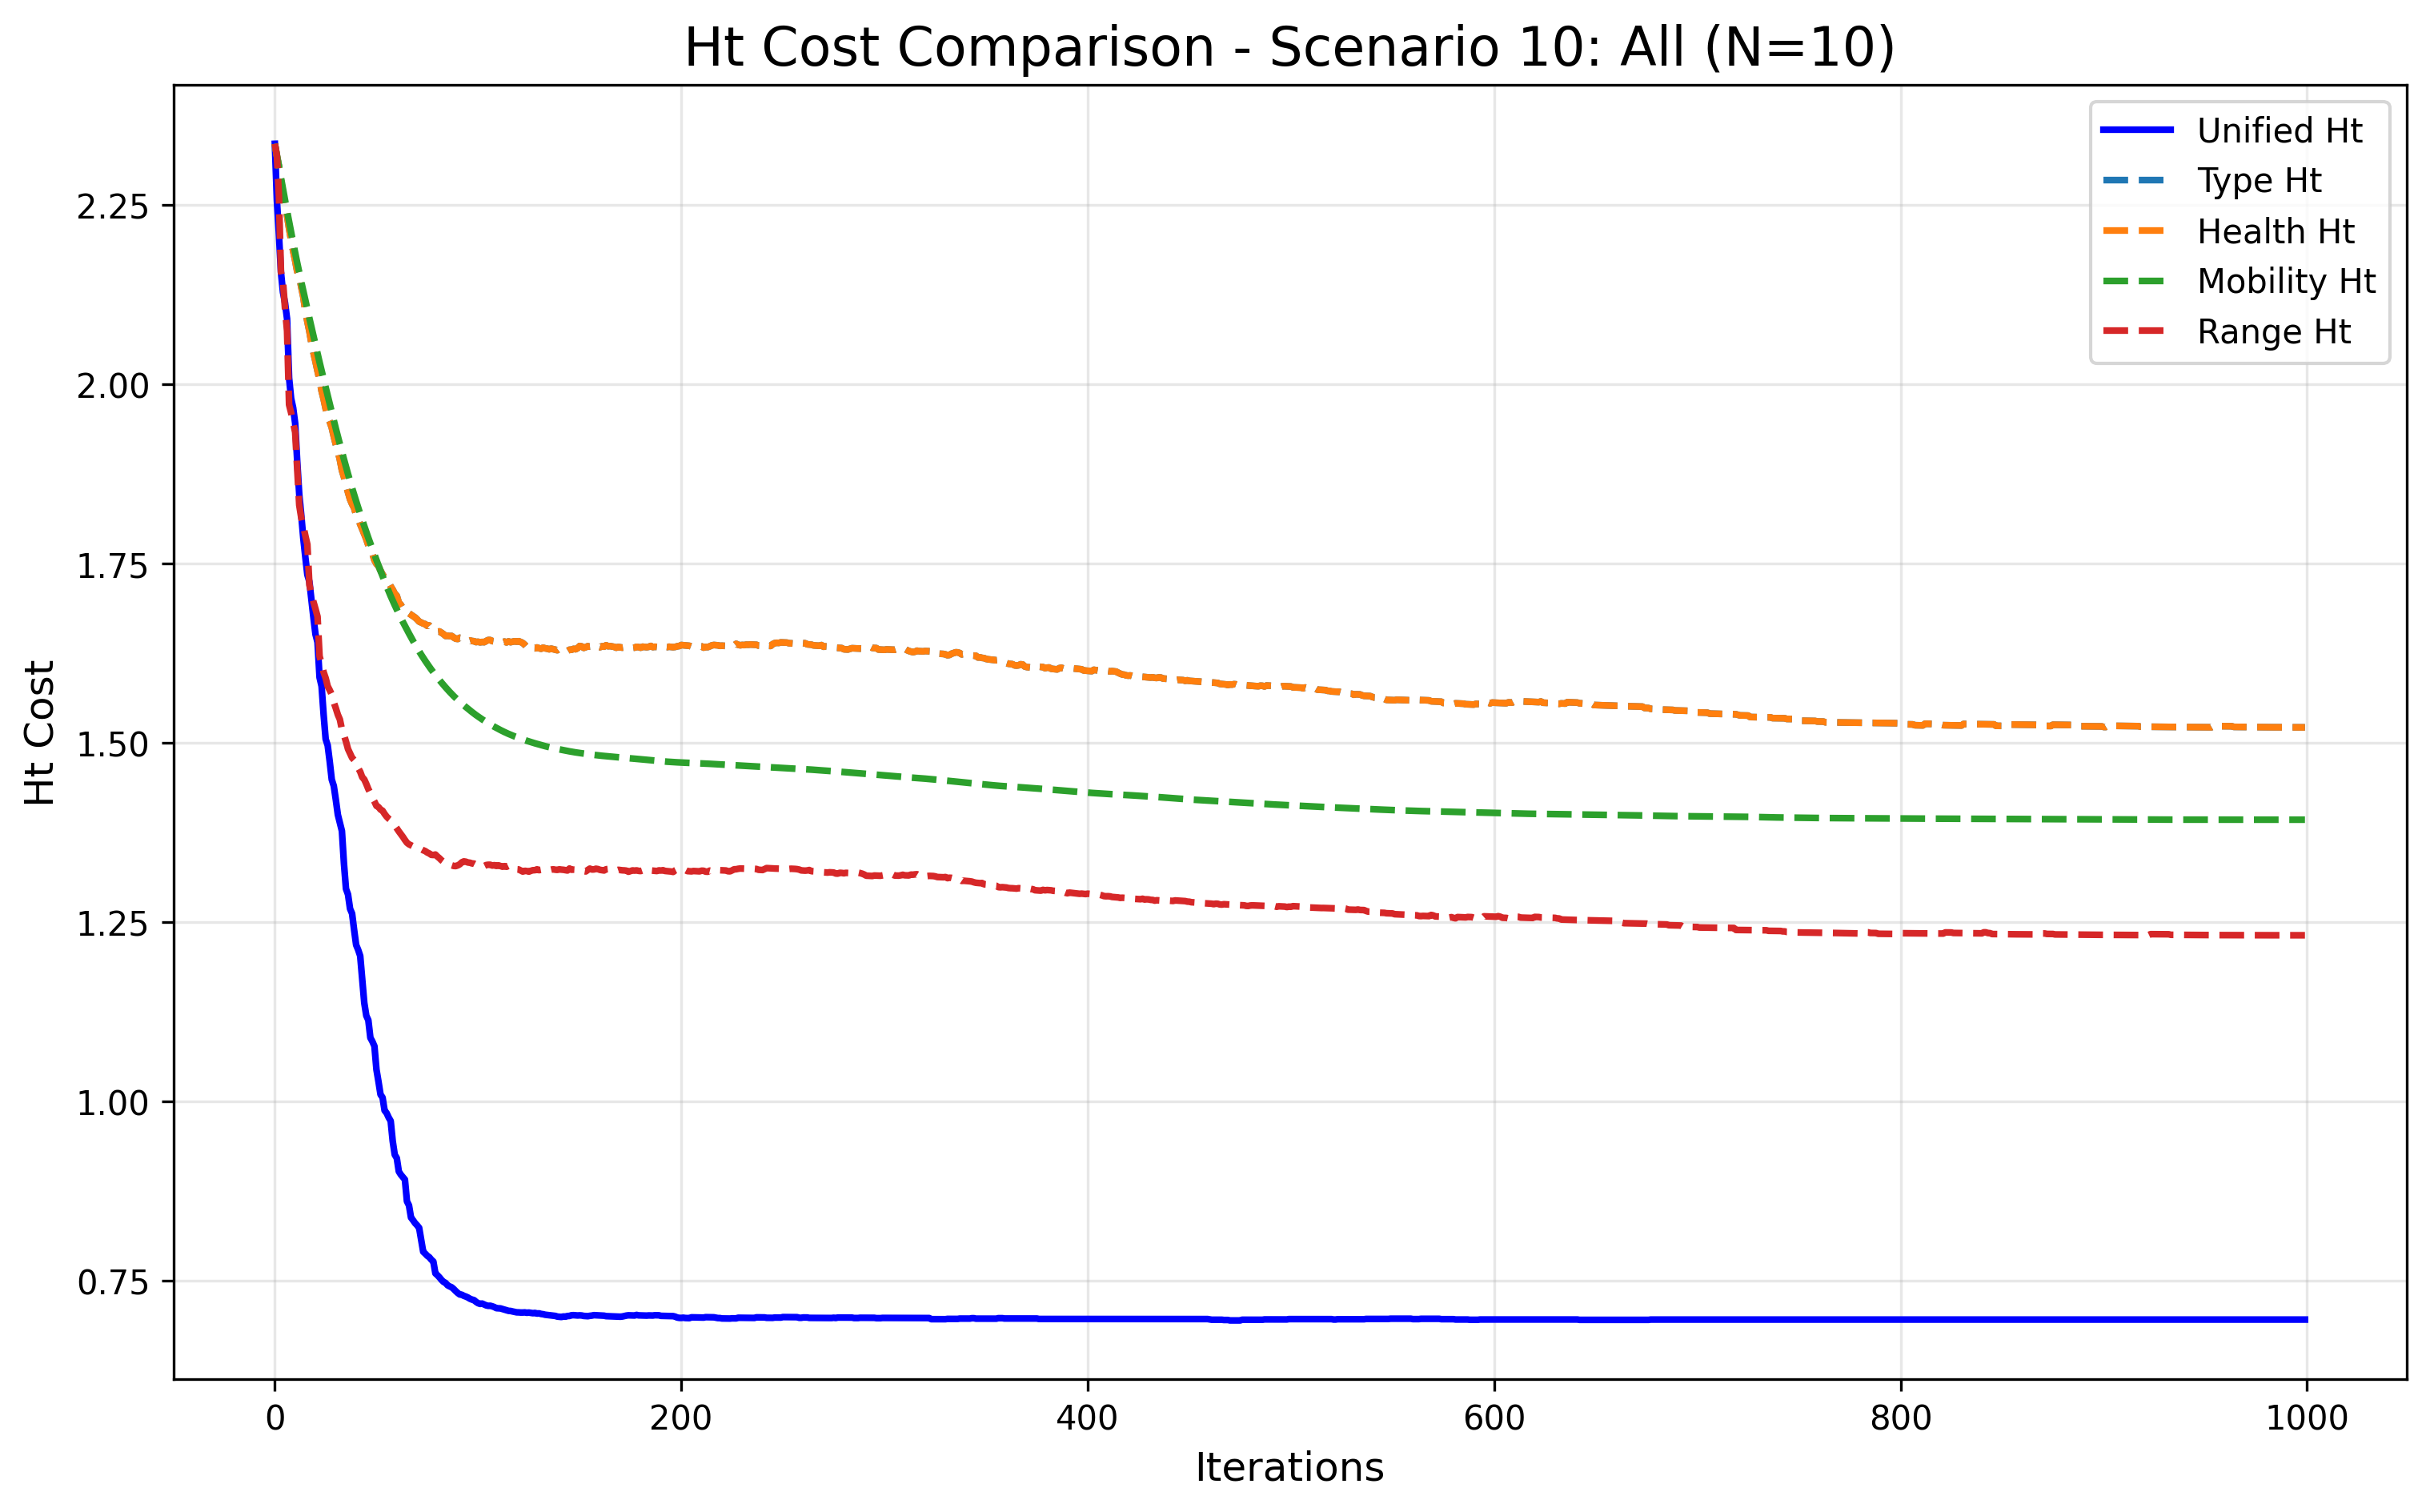 Ht Cost Comparison - Scenario 10: All (N=10)
Unified Ht
Type Ht
Health Ht
Mobility Ht
Range Ht
Ht Cost
2.25
2.00
1.75
1.50
1.25
1.00
0.75
0 200 400 600 800 1000
Iterations